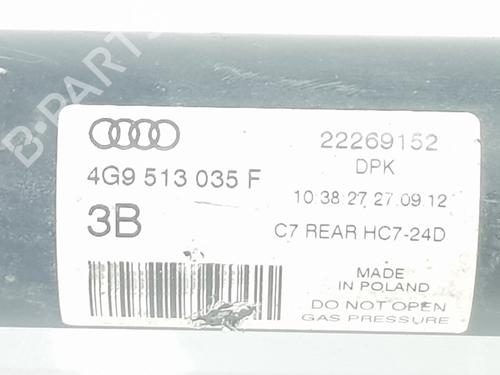 4G9 513 035 F
3B
22269152
DPK
10:38:27 27.09.12
C7 REAR HC7-24D
MADE
IN POLAND
DO NOT OPEN
GAS PRESSURE
B-PARTS